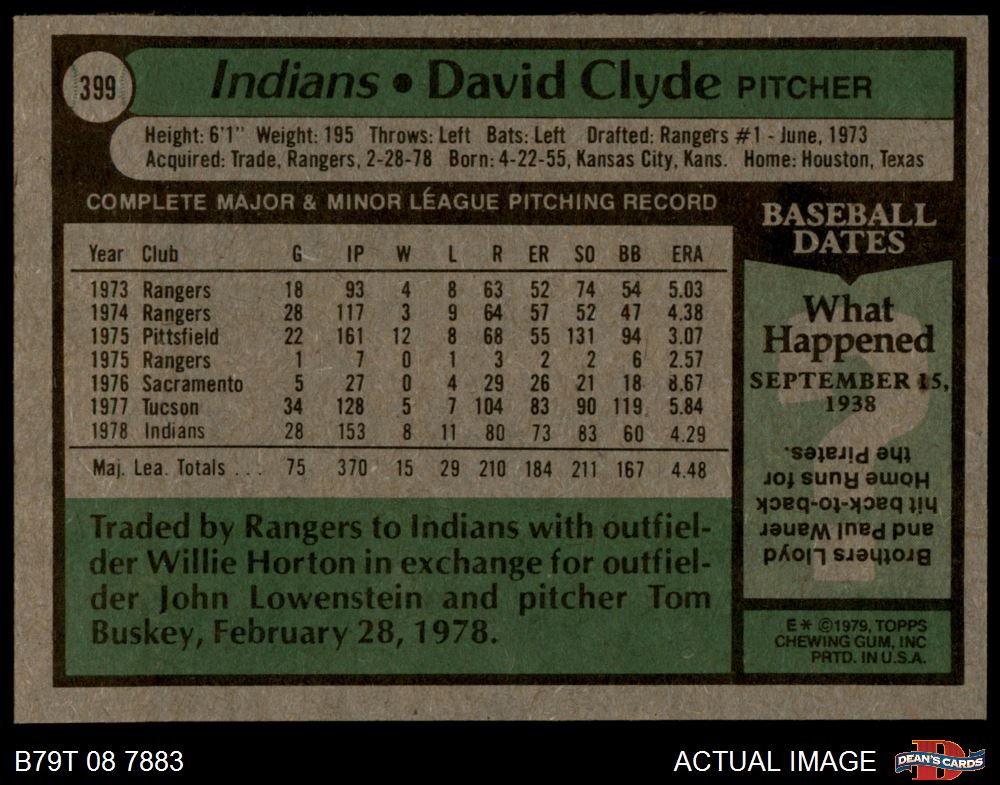 399
Indians • David Clyde PITCHER
Height: 6'1" Weight: 195 Throws: Left Bats: Left Drafted: Rangers #1 - June, 1973
Acquired: Trade, Rangers, 2-28-78 Born: 4-22-55, Kansas City, Kans. Home: Houston, Texas
COMPLETE MAJOR & MINOR LEAGUE PITCHING RECORD
Year Club G IP W L R ER SO BB ERA
1973 Rangers 18 93 4 8 63 52 74 54 5.03
1974 Rangers 28 117 3 9 64 57 52 47 4.38
1975 Pittsfield 22 161 12 8 68 55 131 94 3.07
1975 Rangers 1 7 0 1 3 2 2 6 2.57
1976 Sacramento 5 27 0 4 29 26 21 18 8.67
1977 Tucson 34 128 5 7 104 83 90 119 5.84
1978 Indians 28 153 8 11 80 73 83 60 4.29
Maj. Lea. Totals ... 75 370 15 29 210 184 211 167 4.48
Traded by Rangers to Indians with outfiel-
der Willie Horton in exchange for outfiel-
der John Lowenstein and pitcher Tom
Buskey, February 28, 1978.
BASEBALL
DATES
What
Happened
SEPTEMBER 15,
1938
Brothers Lloyd
and Paul Waner
hit back-to-back
Home Runs for
the Pirates.
E* ©1979, TOPPS
CHEWING GUM, INC
PRTD. IN U.S.A.
B79T 08 7883
ACTUAL IMAGE
D
DEAN'S CARDS